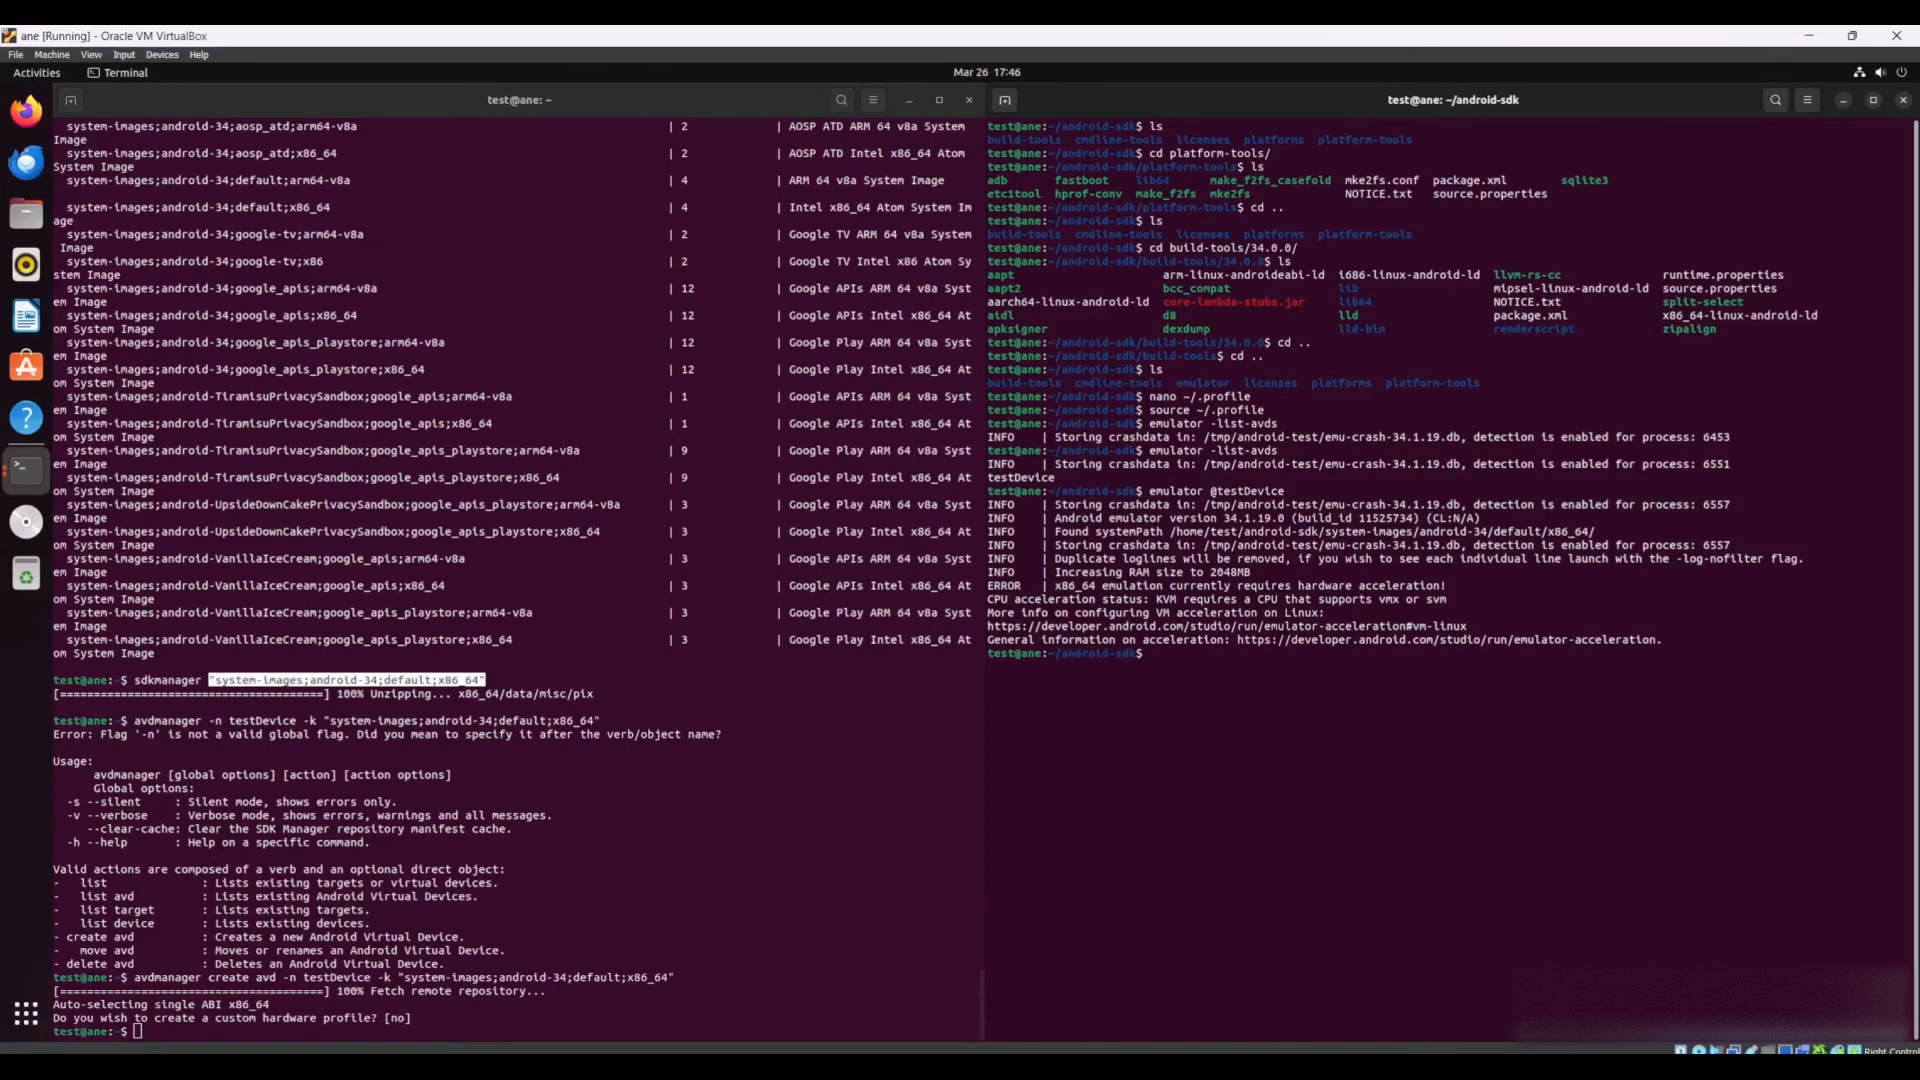 ane [Running] - Oracle VM VirtualBox
File Machine View Input Devices Help
Activities Terminal Mar 26 17:46
test@ane: ~
system-images;android-34;aosp_atd;arm64-v8a | 2 | AOSP ATD ARM 64 v8a System
Image
system-images;android-34;aosp_atd;x86_64 | 2 | AOSP ATD Intel x86_64 Atom
System Image
system-images;android-34;default;arm64-v8a | 4 | ARM 64 v8a System Image
system-images;android-34;default;x86_64 | 4 | Intel x86_64 Atom System Im
age
system-images;android-34;google-tv;arm64-v8a | 2 | Google TV ARM 64 v8a System
Image
system-images;android-34;google-tv;x86 | 2 | Google TV Intel x86 Atom Sy
stem Image
system-images;android-34;google_apis;arm64-v8a | 12 | Google APIs ARM 64 v8a Syst
em Image
system-images;android-34;google_apis;x86_64 | 12 | Google APIs Intel x86_64 At
om System Image
system-images;android-34;google_apis_playstore;arm64-v8a | 12 | Google Play ARM 64 v8a Syst
em Image
system-images;android-34;google_apis_playstore;x86_64 | 12 | Google Play Intel x86_64 At
om System Image
system-images;android-TiramisuPrivacySandbox;google_apis;arm64-v8a | 1 | Google APIs ARM 64 v8a Syst
em Image
system-images;android-TiramisuPrivacySandbox;google_apis;x86_64 | 1 | Google APIs Intel x86_64 At
om System Image
system-images;android-TiramisuPrivacySandbox;google_apis_playstore;arm64-v8a | 9 | Google Play ARM 64 v8a Syst
em Image
system-images;android-TiramisuPrivacySandbox;google_apis_playstore;x86_64 | 9 | Google Play Intel x86_64 At
om System Image
system-images;android-UpsideDownCakePrivacySandbox;google_apis_playstore;arm64-v8a | 3 | Google Play ARM 64 v8a Syst
em Image
system-images;android-UpsideDownCakePrivacySandbox;google_apis_playstore;x86_64 | 3 | Google Play Intel x86_64 At
om System Image
system-images;android-VanillaIceCream;google_apis;arm64-v8a | 3 | Google APIs ARM 64 v8a Syst
em Image
system-images;android-VanillaIceCream;google_apis;x86_64 | 3 | Google APIs Intel x86_64 At
om System Image
system-images;android-VanillaIceCream;google_apis_playstore;arm64-v8a | 3 | Google Play ARM 64 v8a Syst
em Image
system-images;android-VanillaIceCream;google_apis_playstore;x86_64 | 3 | Google Play Intel x86_64 At
om System Image
test@ane:~$ sdkmanager "system-images;android-34;default;x86_64"
[=======================================] 100% Unzipping... x86_64/data/misc/pix
test@ane:~$ avdmanager -n testDevice -k "system-images;android-34;default;x86_64"
Error: Flag '-n' is not a valid global flag. Did you mean to specify it after the verb/object name?
Usage:
avdmanager [global options] [action] [action options]
Global options:
-s --silent : Silent mode, shows errors only.
-v --verbose : Verbose mode, shows errors, warnings and all messages.
--clear-cache: Clear the SDK Manager repository manifest cache.
-h --help : Help on a specific command.
Valid actions are composed of a verb and an optional direct object:
- list : Lists existing targets or virtual devices.
- list avd : Lists existing Android Virtual Devices.
- list target : Lists existing targets.
- list device : Lists existing devices.
- create avd : Creates a new Android Virtual Device.
- move avd : Moves or renames an Android Virtual Device.
- delete avd : Deletes an Android Virtual Device.
test@ane:~$ avdmanager create avd -n testDevice -k "system-images;android-34;default;x86_64"
[=======================================] 100% Fetch remote repository...
Auto-selecting single ABI x86_64
Do you wish to create a custom hardware profile? [no]
test@ane:~$
test@ane: ~/android-sdk
test@ane:~/android-sdk$ ls
build-tools cmdline-tools licenses platforms platform-tools
test@ane:~/android-sdk$ cd platform-tools/
test@ane:~/android-sdk/platform-tools$ ls
adb fastboot lib64 make_f2fs_casefold mke2fs.conf package.xml sqlite3
etc1tool hprof-conv make_f2fs mke2fs NOTICE.txt source.properties
test@ane:~/android-sdk/platform-tools$ cd ..
test@ane:~/android-sdk$ ls
build-tools cmdline-tools licenses platforms platform-tools
test@ane:~/android-sdk$ cd build-tools/34.0.0/
test@ane:~/android-sdk/build-tools/34.0.0$ ls
aapt arm-linux-androideabi-ld i686-linux-android-ld llvm-rs-cc runtime.properties
aapt2 bcc_compat lib mipsel-linux-android-ld source.properties
aarch64-linux-android-ld core-lambda-stubs.jar lib64 NOTICE.txt split-select
aidl d8 lld package.xml x86_64-linux-android-ld
apksigner dexdump lld-bin renderscript zipalign
test@ane:~/android-sdk/build-tools/34.0.0$ cd ..
test@ane:~/android-sdk/build-tools$ cd ..
test@ane:~/android-sdk$ ls
build-tools cmdline-tools emulator licenses platforms platform-tools
test@ane:~/android-sdk$ nano ~/.profile
test@ane:~/android-sdk$ source ~/.profile
test@ane:~/android-sdk$ emulator -list-avds
INFO | Storing crashdata in: /tmp/android-test/emu-crash-34.1.19.db, detection is enabled for process: 6453
test@ane:~/android-sdk$ emulator -list-avds
INFO | Storing crashdata in: /tmp/android-test/emu-crash-34.1.19.db, detection is enabled for process: 6551
testDevice
test@ane:~/android-sdk$ emulator @testDevice
INFO | Storing crashdata in: /tmp/android-test/emu-crash-34.1.19.db, detection is enabled for process: 6557
INFO | Android emulator version 34.1.19.0 (build_id 11525734) (CL:N/A)
INFO | Found systemPath /home/test/android-sdk/system-images/android-34/default/x86_64/
INFO | Storing crashdata in: /tmp/android-test/emu-crash-34.1.19.db, detection is enabled for process: 6557
INFO | Duplicate loglines will be removed, if you wish to see each individual line launch with the -log-nofilter flag.
INFO | Increasing RAM size to 2048MB
ERROR | x86_64 emulation currently requires hardware acceleration!
CPU acceleration status: KVM requires a CPU that supports vmx or svm
More info on configuring VM acceleration on Linux:
https://developer.android.com/studio/run/emulator-acceleration#vm-linux
General information on acceleration: https://developer.android.com/studio/run/emulator-acceleration.
test@ane:~/android-sdk$
Right Control